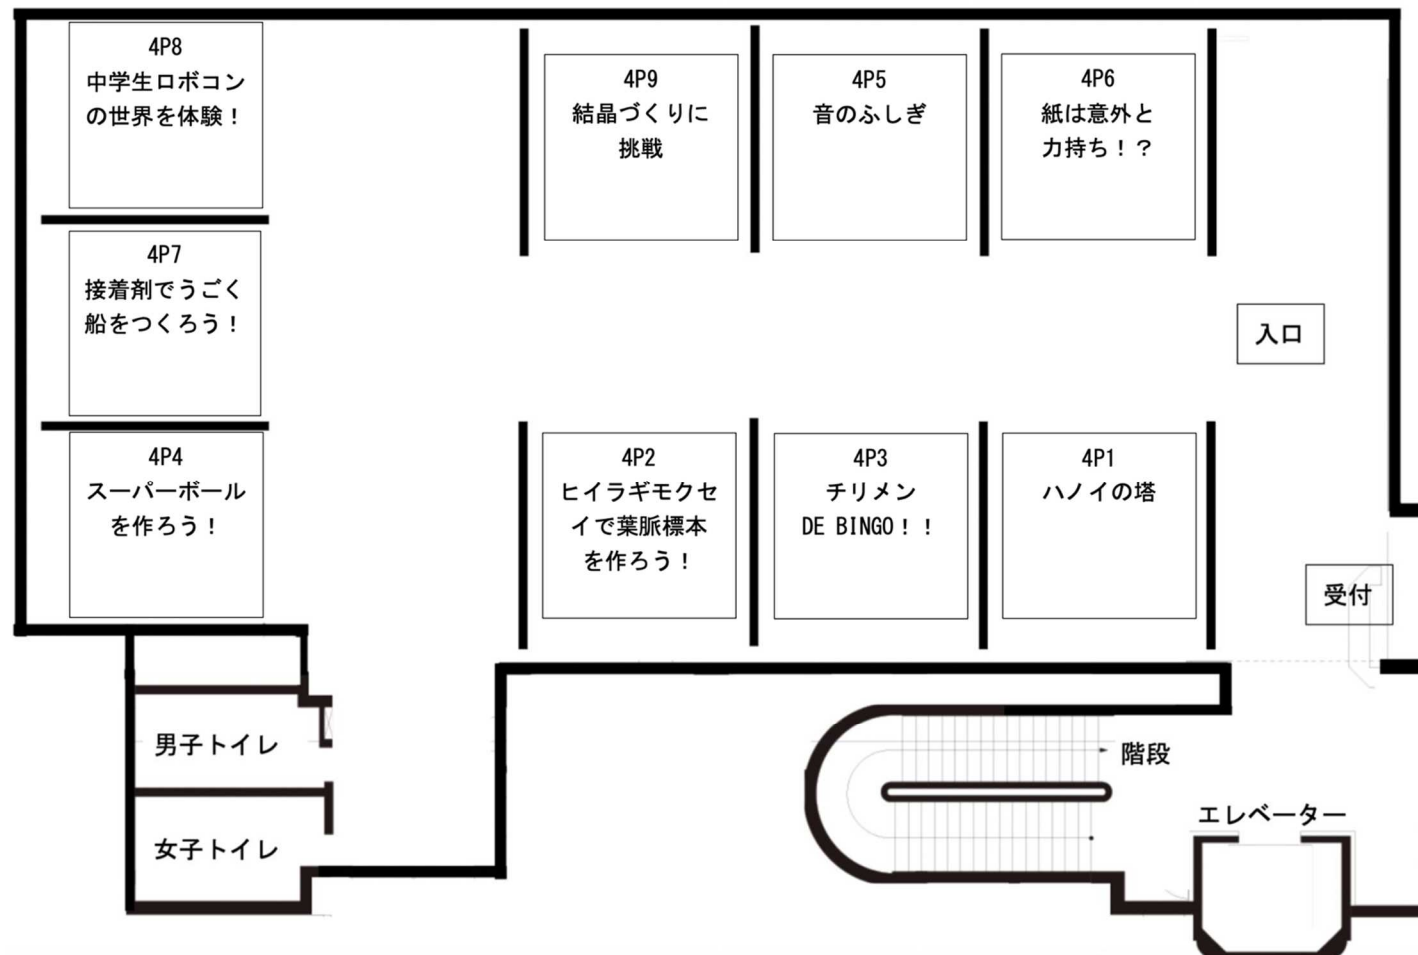 4P8
中学生ロボコン
の世界を体験！
4P9
結晶づくりに
挑戦
4P5
音のふしぎ
4P6
紙は意外と
力持ち！？
4P7
接着剤でうごく
船をつくろう！
入口
4P4
スーパーボール
を作ろう！
4P2
ヒイラギモクセ
イで葉脈標本
を作ろう！
4P3
チリメン
DE BINGO！！
4P1
ハノイの塔
受付
男子トイレ
階段
エレベーター
女子トイレ